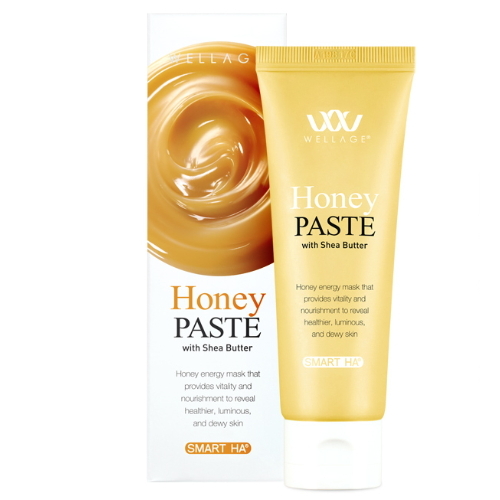 WELLAGE
Honey
PASTE
with Shea Butter
Honey energy mask that
provides vitality and
nourishment to reveal
healthier, luminous,
and dewy skin
SMART HA®
WELLAGE®
Honey
PASTE
with Shea Butter
Honey energy mask that
provides vitality and
nourishment to reveal
healthier, luminous,
and dewy skin
SMART HA®